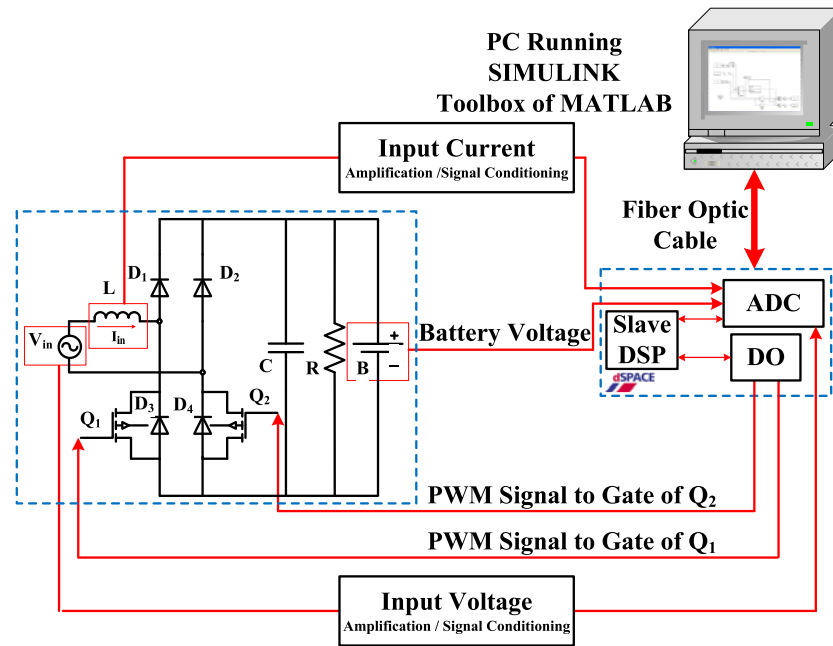 PC Running
SIMULINK
Toolbox of MATLAB
Input Current
Amplification /Signal Conditioning
Fiber Optic
Cable
D1
D2
L
Iin
Vin
ADC
Battery Voltage
Slave
DSP
DO
dSPACE
C
R
+
B
−
D3
D4
Q2
Q1
PWM Signal to Gate of Q2
PWM Signal to Gate of Q1
Input Voltage
Amplification / Signal Conditioning